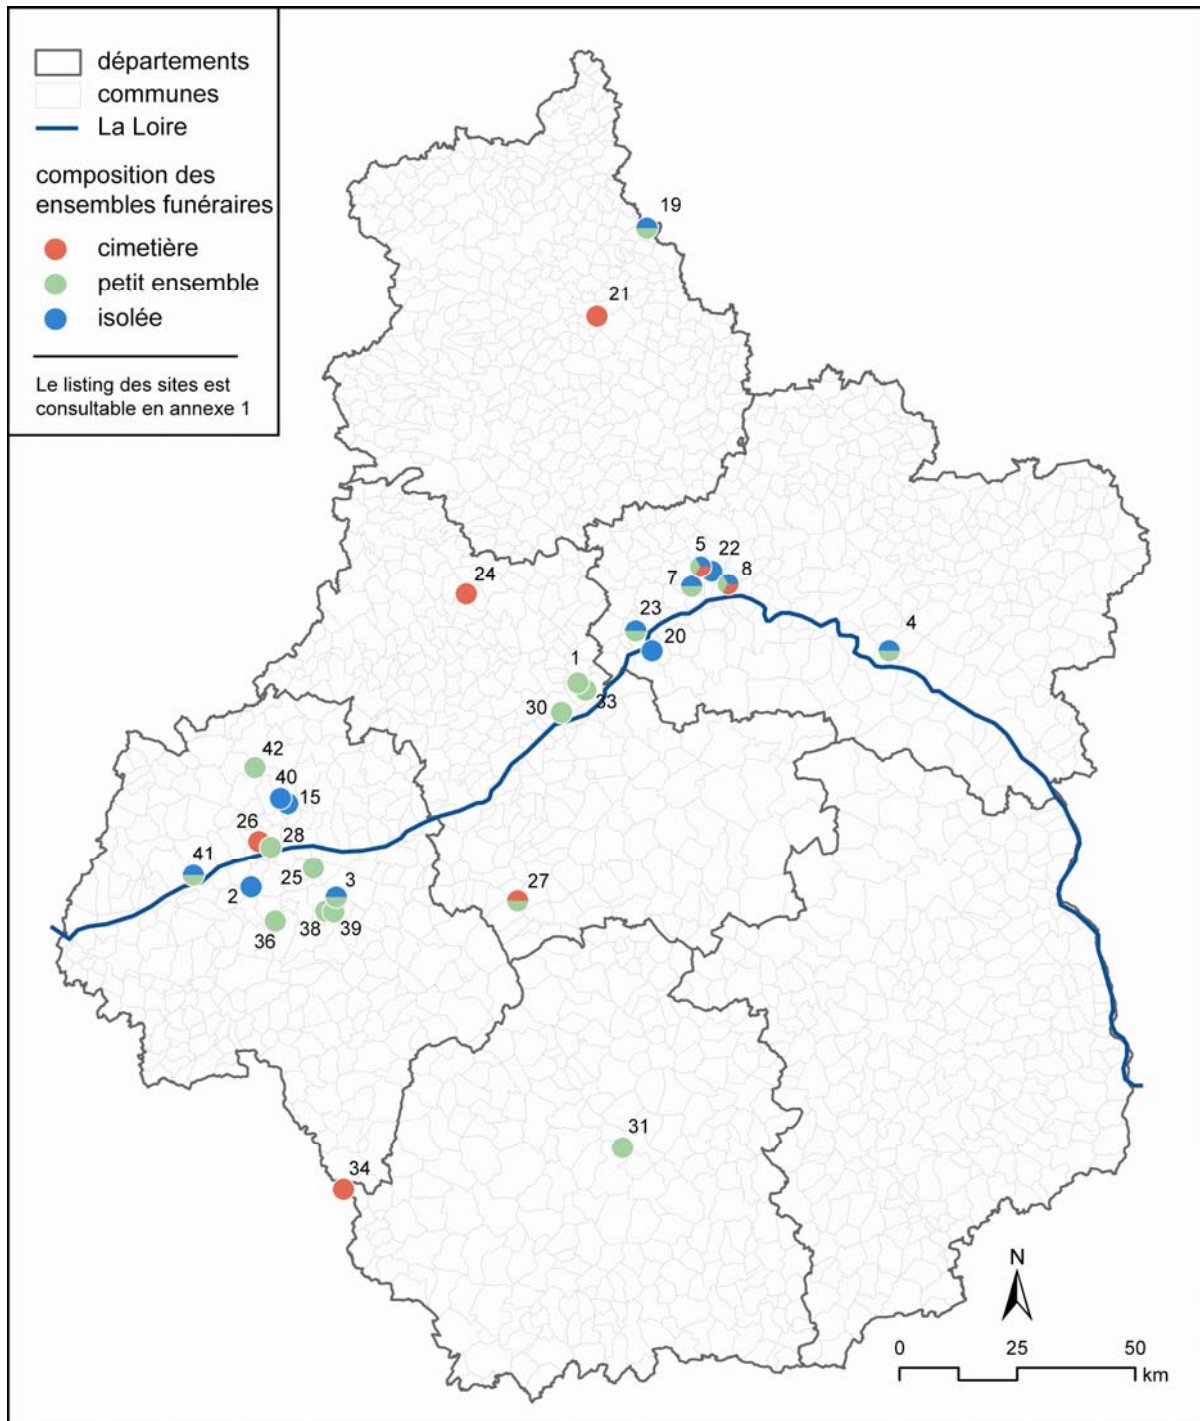 départements
communes
La Loire
composition des
ensembles funéraires
cimetière
petit ensemble
isolée
Le listing des sites est
consultable en annexe 1
19
21
5
22
8
7
24
23
20
4
1
33
30
42
40
15
26
28
41
25
3
2
27
36
38
39
31
34
N
0
25
50
km